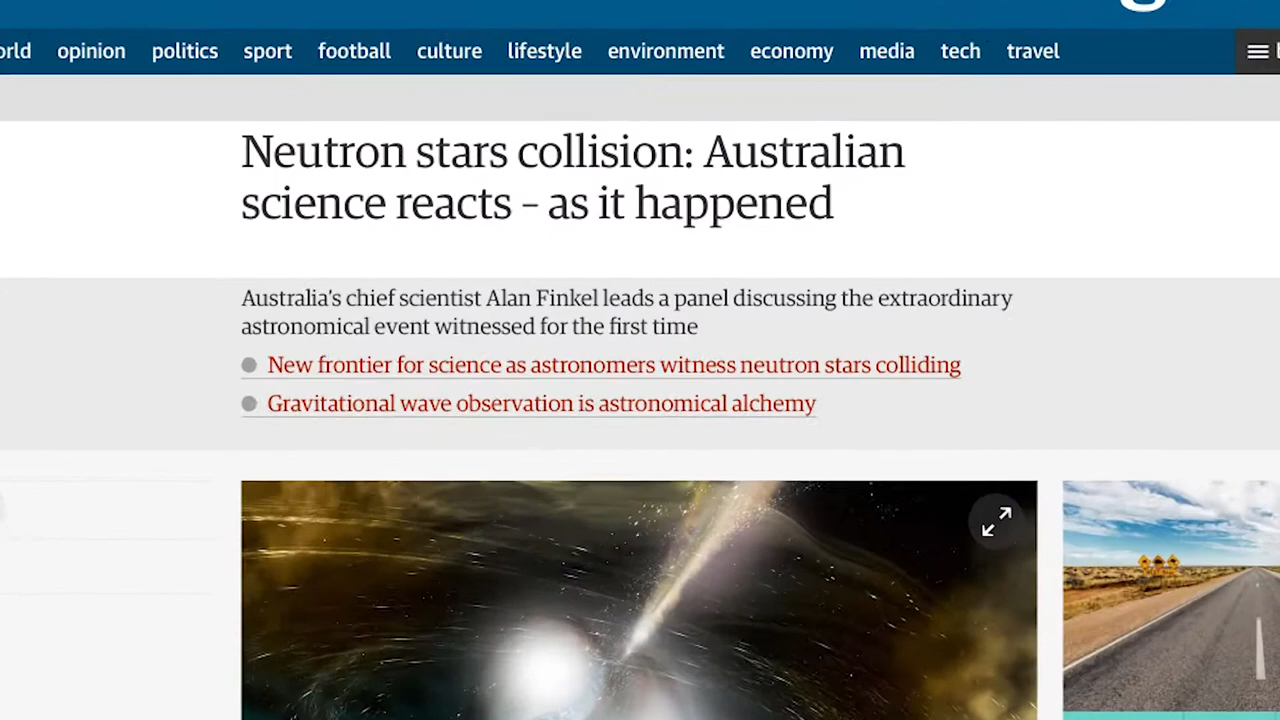 orld opinion politics sport football culture lifestyle environment economy media tech travel
Neutron stars collision: Australian
science reacts – as it happened
Australia's chief scientist Alan Finkel leads a panel discussing the extraordinary
astronomical event witnessed for the first time
New frontier for science as astronomers witness neutron stars colliding
Gravitational wave observation is astronomical alchemy